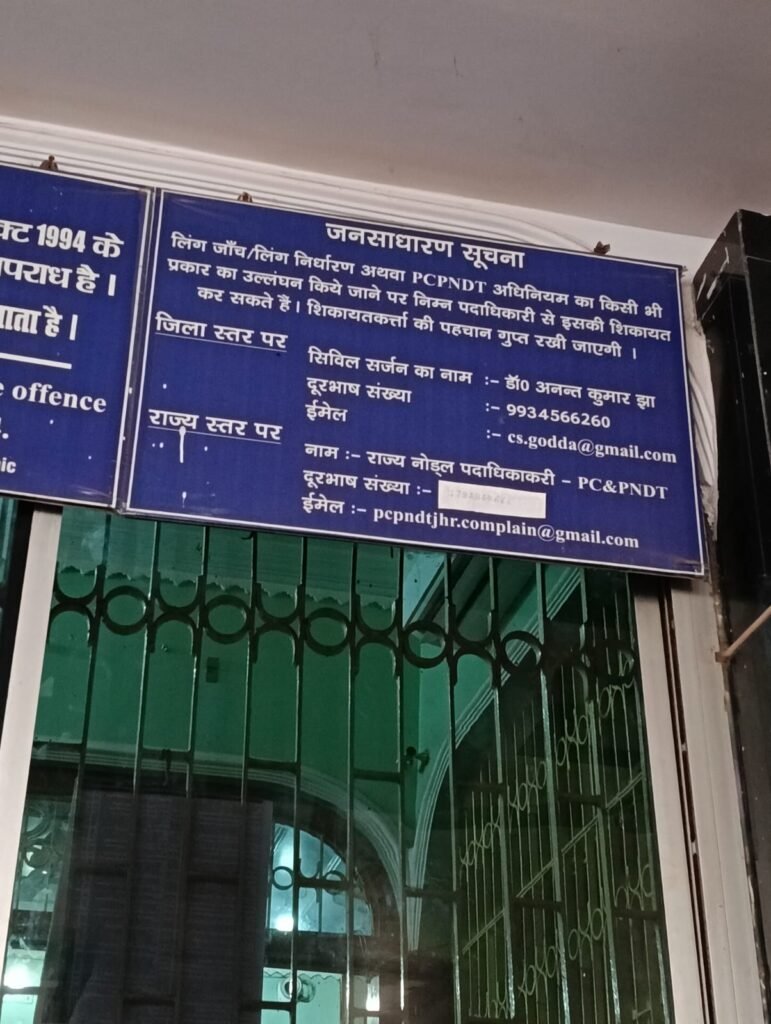 क्ट 1994 के
पराध है ।
ाता है ।
e offence
ic
जनसाधारण सूचना
लिंग जाँच/लिंग निर्धारण अथवा PCPNDT अधिनियम का किसी भी
प्रकार का उल्लंघन किये जाने पर निम्न पदाधिकारी से इसकी शिकायत
कर सकते हैं। शिकायतकर्त्ता की पहचान गुप्त रखी जाएगी ।
जिला स्तर पर
सिविल सर्जन का नाम :- डॉ0 अनन्त कुमार झा
दूरभाष संख्या :- 9934566260
ईमेल :- cs.godda@gmail.com
राज्य स्तर पर
नाम :- राज्य नोड्ल पदाधिकाकरी - PC&PNDT
दूरभाष संख्या :-
ईमेल :- pcpndtjhr.complain@gmail.com